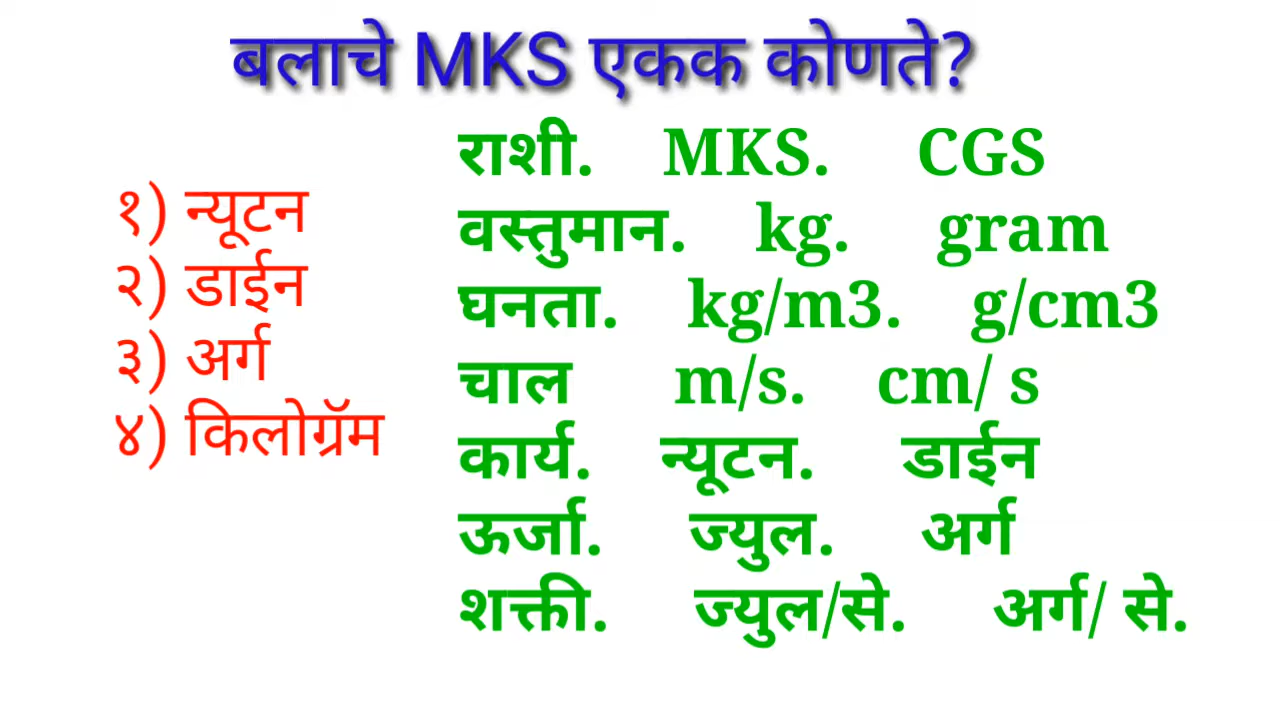 बलाचे MKS एकक कोणते?
१) न्यूटन
२) डाईन
३) अर्ग
४) किलोग्रॅम
राशी. MKS. CGS
वस्तुमान. kg. gram
घनता. kg/m3. g/cm3
चाल m/s. cm/ s
कार्य. न्यूटन. डाईन
ऊर्जा. ज्युल. अर्ग
शक्ती. ज्युल/से. अर्ग/ से.